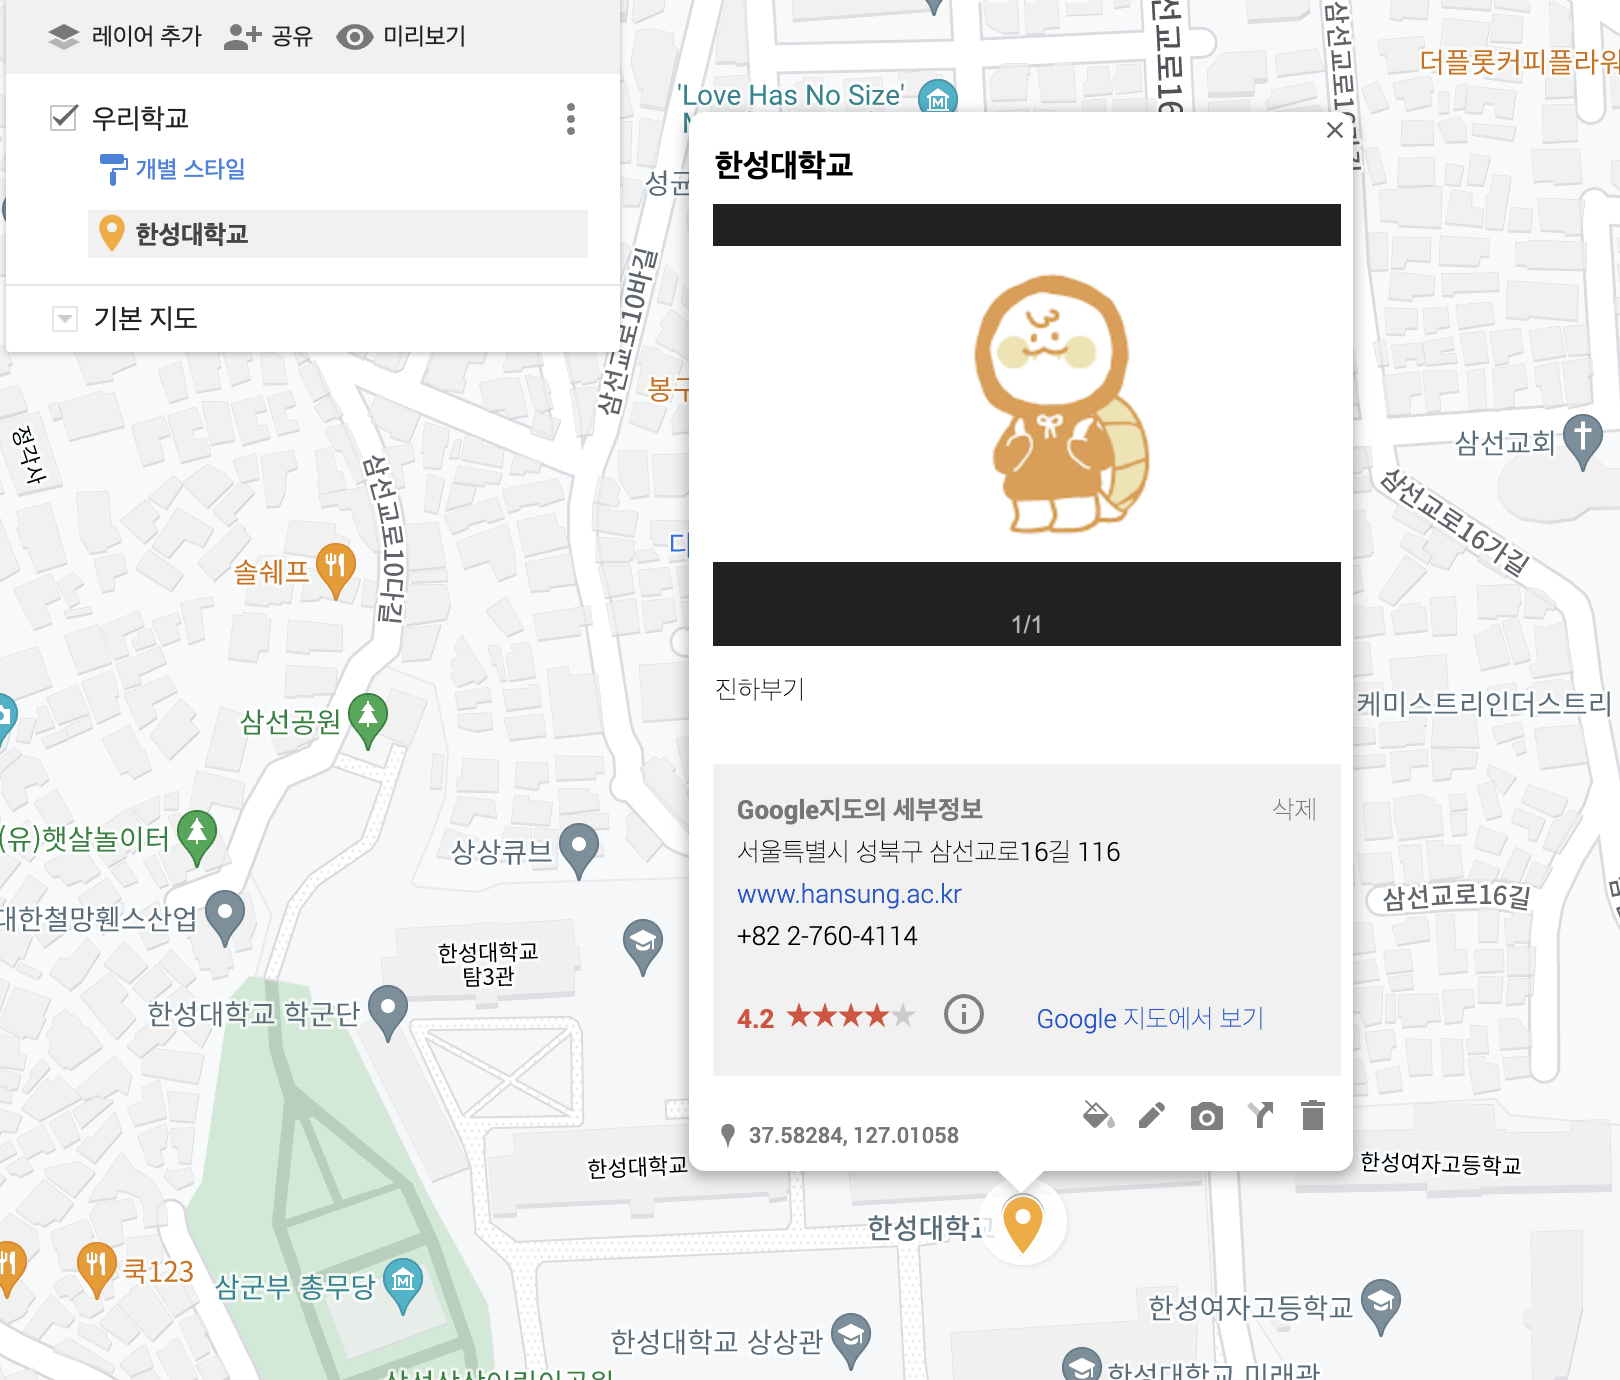 레이어 추가
공유
미리보기
우리학교
개별 스타일
한성대학교
기본 지도
한성대학교
1/1
진하부기
Google지도의 세부정보
삭제
서울특별시 성북구 삼선교로16길 116
www.hansung.ac.kr
+82 2-760-4114
4.2
Google 지도에서 보기
37.58284, 127.01058
'Love Has No Size'
더플롯커피플라워
삼선교로10바길
정각사
삼선교로10다길
솔쉐프
삼선공원
(유)햇살놀이터
대한철망휀스산업
상상큐브
한성대학교
탐3관
한성대학교 학군단
한성대학교
한성대학교
쿡123
삼군부 총무당
한성대학교 상상관
삼선교회
삼선교로16가길
케미스트리인더스트리
삼선교로16길
한성여자고등학교
한성여자고등학교
한성대학교 미래관